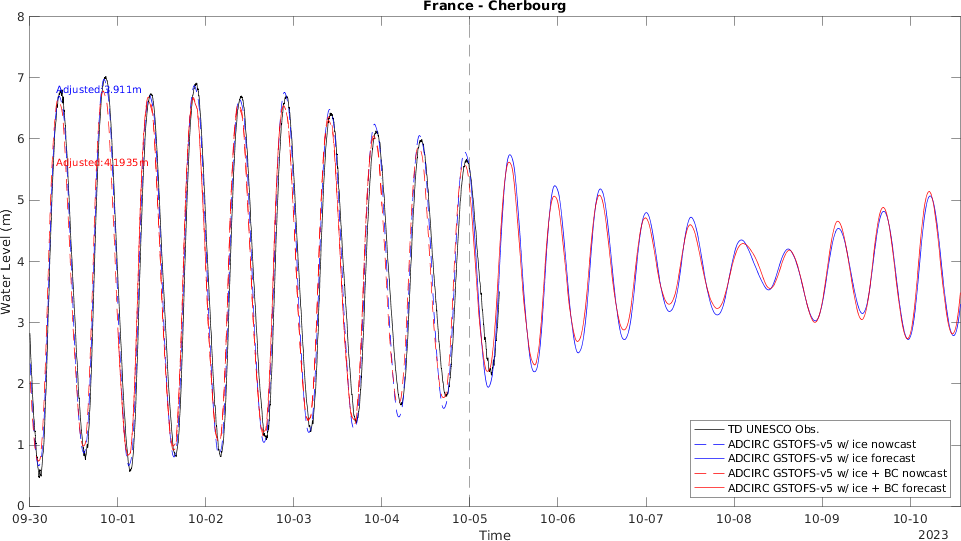 France - Cherbourg
8
7
6
5
4
3
2
1
0
Water Level (m)
Adjusted:3.911m
Adjusted:4.1935m
TD UNESCO Obs.
ADCIRC GSTOFS-v5 w/ ice nowcast
ADCIRC GSTOFS-v5 w/ ice forecast
ADCIRC GSTOFS-v5 w/ ice + BC nowcast
ADCIRC GSTOFS-v5 w/ ice + BC forecast
09-30 10-01 10-02 10-03 10-04 10-05 10-06 10-07 10-08 10-09 10-10
Time
2023